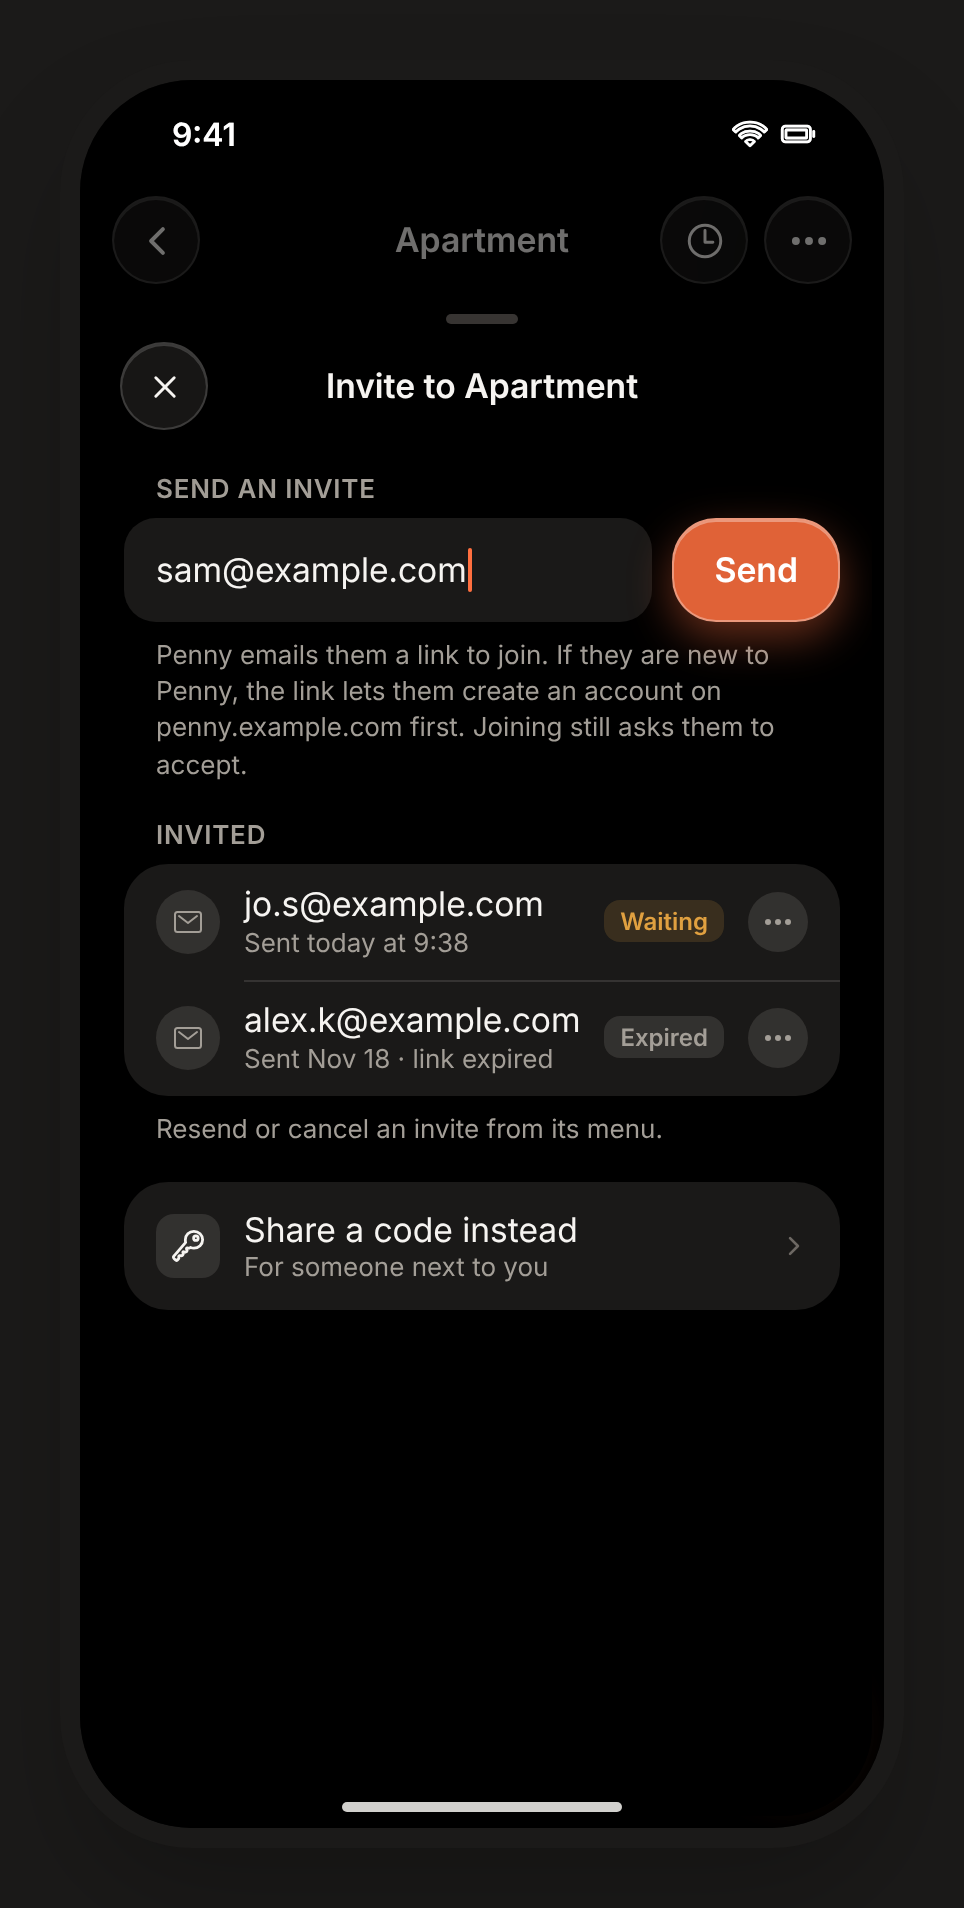 9:41
Apartment
Invite to Apartment
SEND AN INVITE
sam@example.com
Send
Penny emails them a link to join. If they are new to
Penny, the link lets them create an account on
penny.example.com first. Joining still asks them to
accept.
INVITED
jo.s@example.com
Waiting
Sent today at 9:38
alex.k@example.com
Expired
Sent Nov 18 · link expired
Resend or cancel an invite from its menu.
Share a code instead
For someone next to you